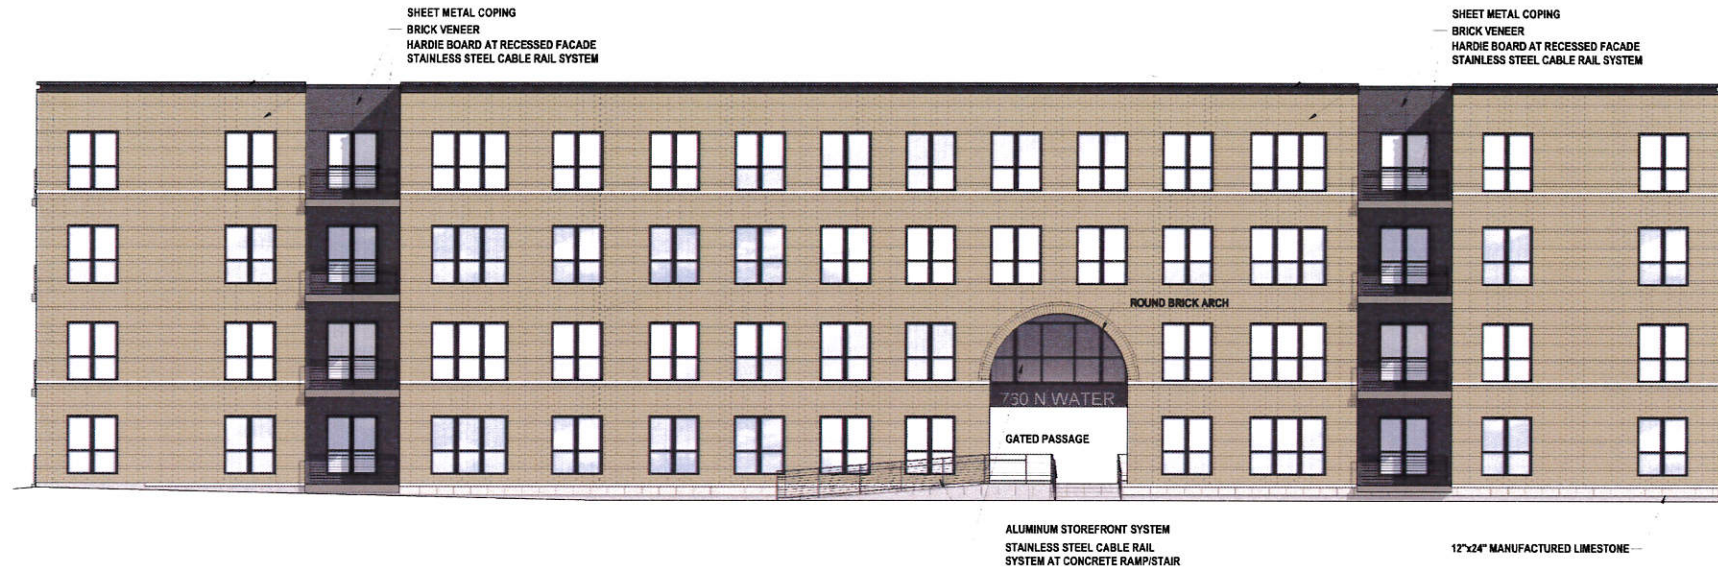 SHEET METAL COPING
BRICK VENEER
HARDIE BOARD AT RECESSED FACADE
STAINLESS STEEL CABLE RAIL SYSTEM
SHEET METAL COPING
BRICK VENEER
HARDIE BOARD AT RECESSED FACADE
STAINLESS STEEL CABLE RAIL SYSTEM
ROUND BRICK ARCH
730 N WATER
GATED PASSAGE
ALUMINUM STOREFRONT SYSTEM
STAINLESS STEEL CABLE RAIL
SYSTEM AT CONCRETE RAMP/STAIR
12"x24" MANUFACTURED LIMESTONE